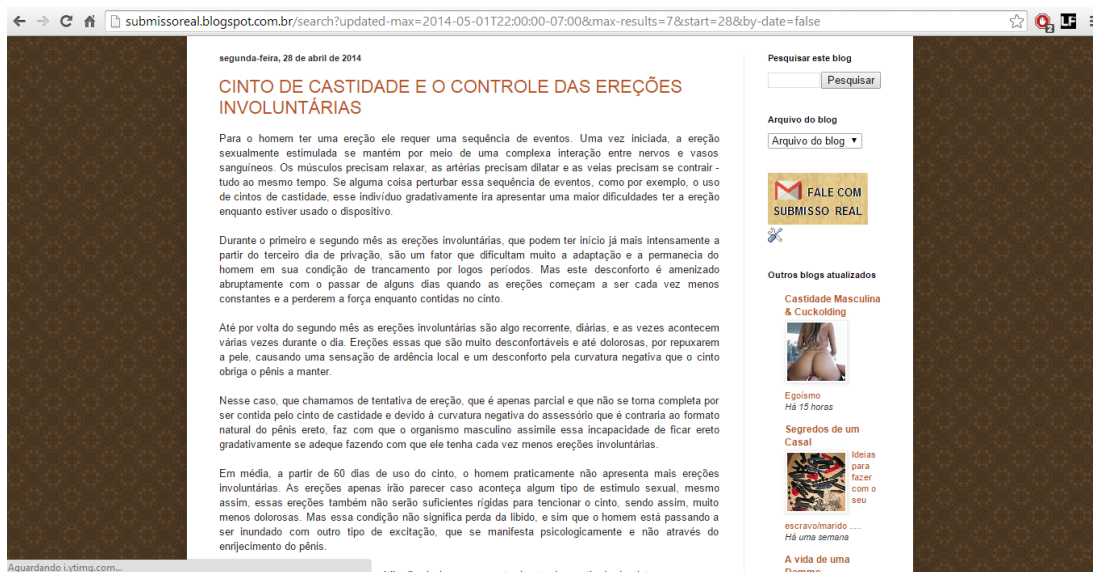 submissoreal.blogspot.com.br/search?updated-max=2014-05-01T22:00:00-07:00&max-results=7&start=28&by-date=false
2
LF
segunda-feira, 28 de abril de 2014
CINTO DE CASTIDADE E O CONTROLE DAS EREÇÕES
INVOLUNTÁRIAS
Para o homem ter uma ereção ele requer uma sequência de eventos. Uma vez iniciada, a ereção
sexualmente estimulada se mantém por meio de uma complexa interação entre nervos e vasos
sanguíneos. Os músculos precisam relaxar, as artérias precisam dilatar e as veias precisam se contrair -
tudo ao mesmo tempo. Se alguma coisa perturbar essa sequência de eventos, como por exemplo, o uso
de cintos de castidade, esse indivíduo gradativamente ira apresentar uma maior dificuldades ter a ereção
enquanto estiver usado o dispositivo.
Durante o primeiro e segundo mês as ereções involuntárias, que podem ter início já mais intensamente a
partir do terceiro dia de privação, são um fator que dificultam muito a adaptação e a permanecia do
homem em sua condição de trancamento por logos períodos. Mas este desconforto é amenizado
abruptamente com o passar de alguns dias quando as ereções começam a ser cada vez menos
constantes e a perderem a força enquanto contidas no cinto.
Até por volta do segundo mês as ereções involuntárias são algo recorrente, diárias, e as vezes acontecem
várias vezes durante o dia. Ereções essas que são muito desconfortáveis e até dolorosas, por repuxarem
a pele, causando uma sensação de ardência local e um desconforto pela curvatura negativa que o cinto
obriga o pênis a manter.
Nesse caso, que chamamos de tentativa de ereção, que é apenas parcial e que não se torna completa por
ser contida pelo cinto de castidade e devido á curvatura negativa do assessório que é contraria ao formato
natural do pênis ereto, faz com que o organismo masculino assimile essa incapacidade de ficar ereto
gradativamente se adeque fazendo com que ele tenha cada vez menos ereções involuntárias.
Em média, a partir de 60 dias de uso do cinto, o homem praticamente não apresenta mais ereções
involuntárias. As ereções apenas irão parecer caso aconteça algum tipo de estimulo sexual, mesmo
assim, essas ereções também não serão suficientes rígidas para tencionar o cinto, sendo assim, muito
menos dolorosas. Mas essa condição não significa perda da libido, e sim que o homem está passando a
ser inundado com outro tipo de excitação, que se manifesta psicologicamente e não através do
enrijecimento do pênis.
Pesquisar este blog
Pesquisar
Arquivo do blog
Arquivo do blog
FALE COM
SUBMISSO REAL
Outros blogs atualizados
Castidade Masculina
& Cuckolding
Egoísmo
Há 15 horas
Segredos de um
Casal
Ideias
para
fazer
com o
seu
escravo/marido .....
Há uma semana
A vida de uma
Domme
Aguardando i.ytimg.com...